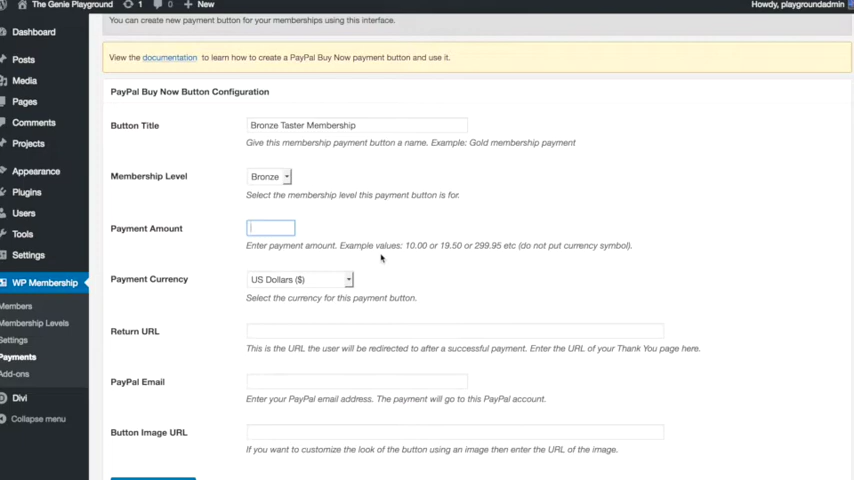 The Genie Playground 1 0 New Howdy, playgroundadmin
You can create new payment button for your memberships using this interface.
Dashboard
View the documentation to learn how to create a PayPal Buy Now payment button and use it.
Posts
Media
PayPal Buy Now Button Configuration
Pages
Comments
Button Title Bronze Taster Membership
Give this membership payment button a name. Example: Gold membership payment
Projects
Appearance
Membership Level Bronze
Plugins
Select the membership level this payment button is for.
Users
Payment Amount
Tools
Enter payment amount. Example values: 10.00 or 19.50 or 299.95 etc (do not put currency symbol).
Settings
WP Membership
Payment Currency US Dollars ($)
Select the currency for this payment button.
Members
Membership Levels
Return URL
Settings
This is the URL the user will be redirected to after a successful payment. Enter the URL of your Thank You page here.
Payments
Add-ons
PayPal Email
Divi
Enter your PayPal email address. The payment will go to this PayPal account.
Collapse menu
Button Image URL
If you want to customize the look of the button using an image then enter the URL of the image.